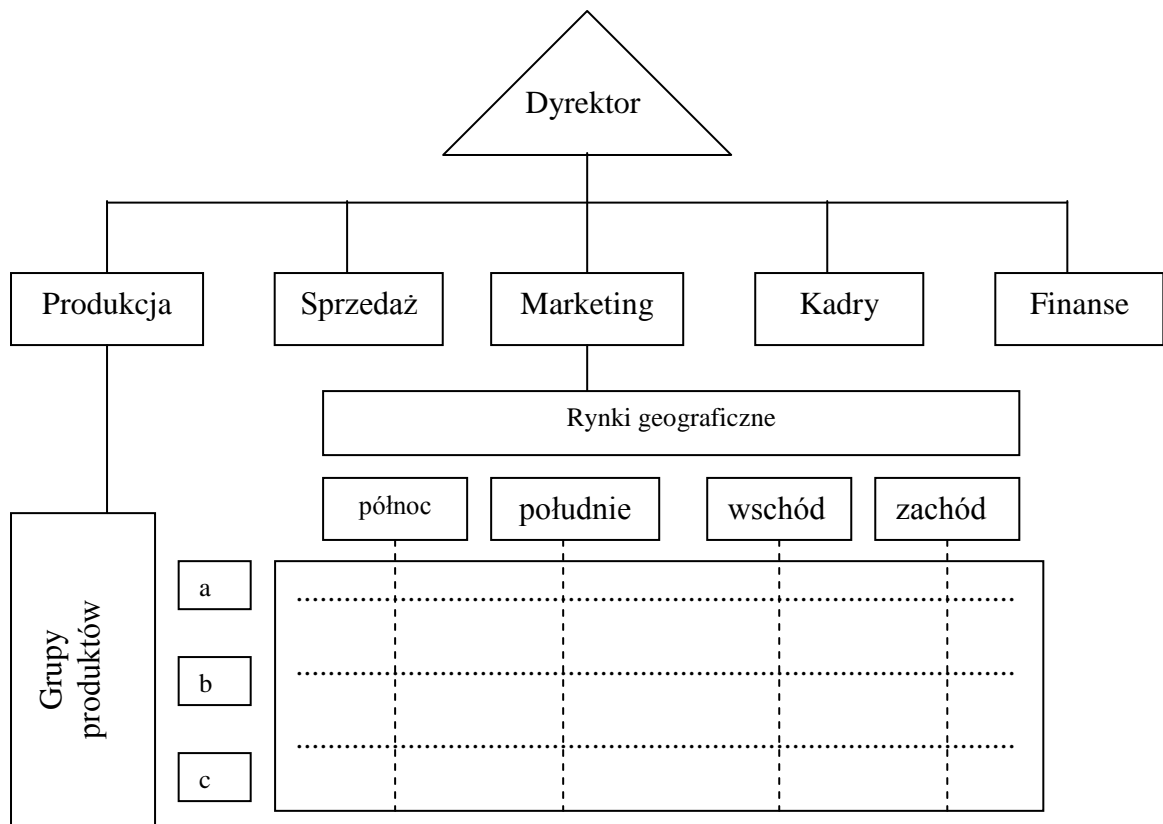 Dyrektor
Produkcja
Sprzedaż
Marketing
Kadry
Finanse
Rynki geograficzne
północ
południe
wschód
zachód
Grupy
produktów
a
b
c